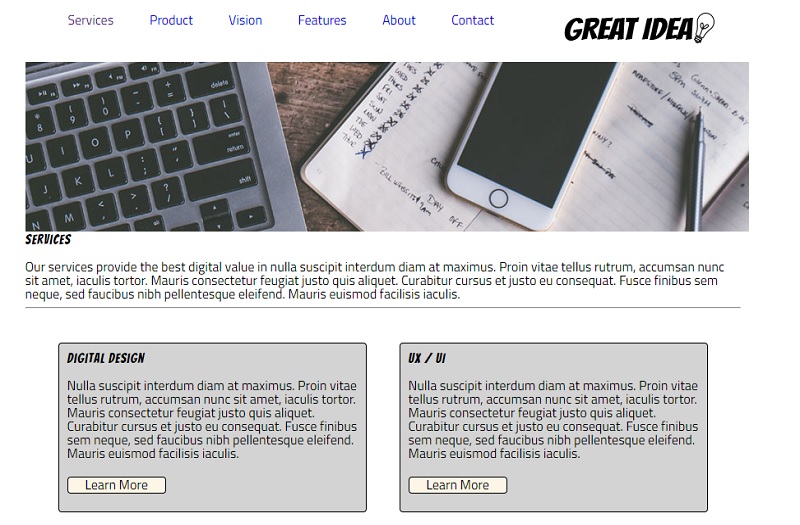 Services Product Vision Features About Contact
GREAT IDEA
delete
enter
return
shift
DAY OFF
SERVICES
Our services provide the best digital value in nulla suscipit interdum diam at maximus. Proin vitae tellus rutrum, accumsan nunc
sit amet, iaculis tortor. Mauris consectetur feugiat justo quis aliquet. Curabitur cursus et justo eu consequat. Fusce finibus sem
neque, sed faucibus nibh pellentesque eleifend. Mauris euismod facilisis iaculis.
DIGITAL DESIGN
Nulla suscipit interdum diam at maximus. Proin vitae
tellus rutrum, accumsan nunc sit amet, iaculis tortor.
Mauris consectetur feugiat justo quis aliquet.
Curabitur cursus et justo eu consequat. Fusce finibus
sem neque, sed faucibus nibh pellentesque eleifend.
Mauris euismod facilisis iaculis.
Learn More
UX / UI
Nulla suscipit interdum diam at maximus. Proin vitae
tellus rutrum, accumsan nunc sit amet, iaculis tortor.
Mauris consectetur feugiat justo quis aliquet.
Curabitur cursus et justo eu consequat. Fusce finibus
sem neque, sed faucibus nibh pellentesque eleifend.
Mauris euismod facilisis iaculis.
Learn More